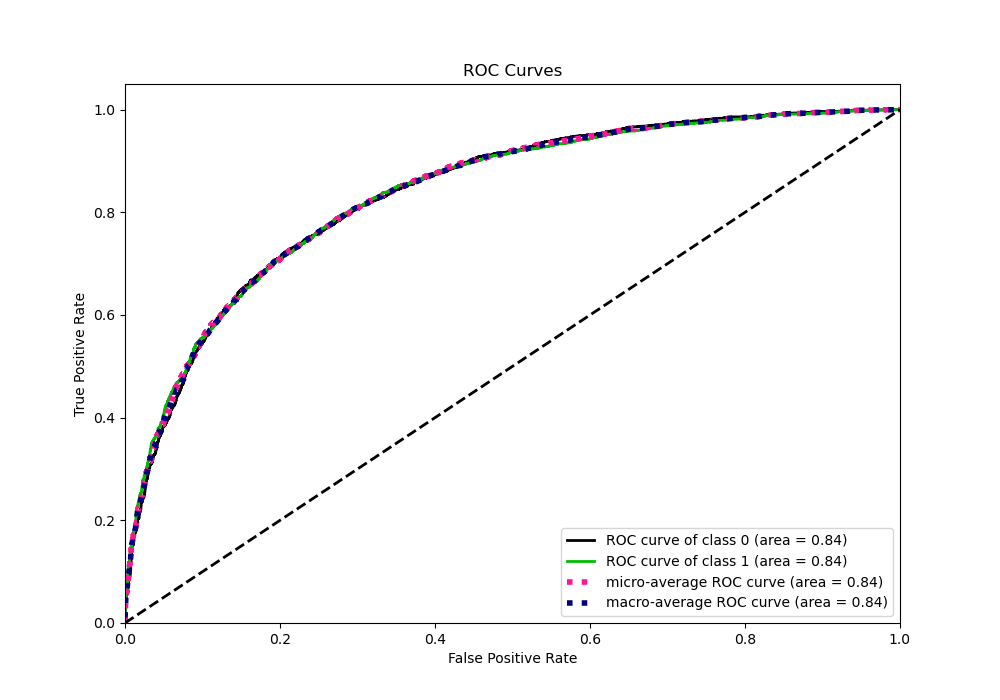 ROC Curves
True Positive Rate
1.0
0.8
0.6
0.4
0.2
0.0
ROC curve of class 0 (area = 0.84)
ROC curve of class 1 (area = 0.84)
micro-average ROC curve (area = 0.84)
macro-average ROC curve (area = 0.84)
0.0 0.2 0.4 0.6 0.8 1.0
False Positive Rate